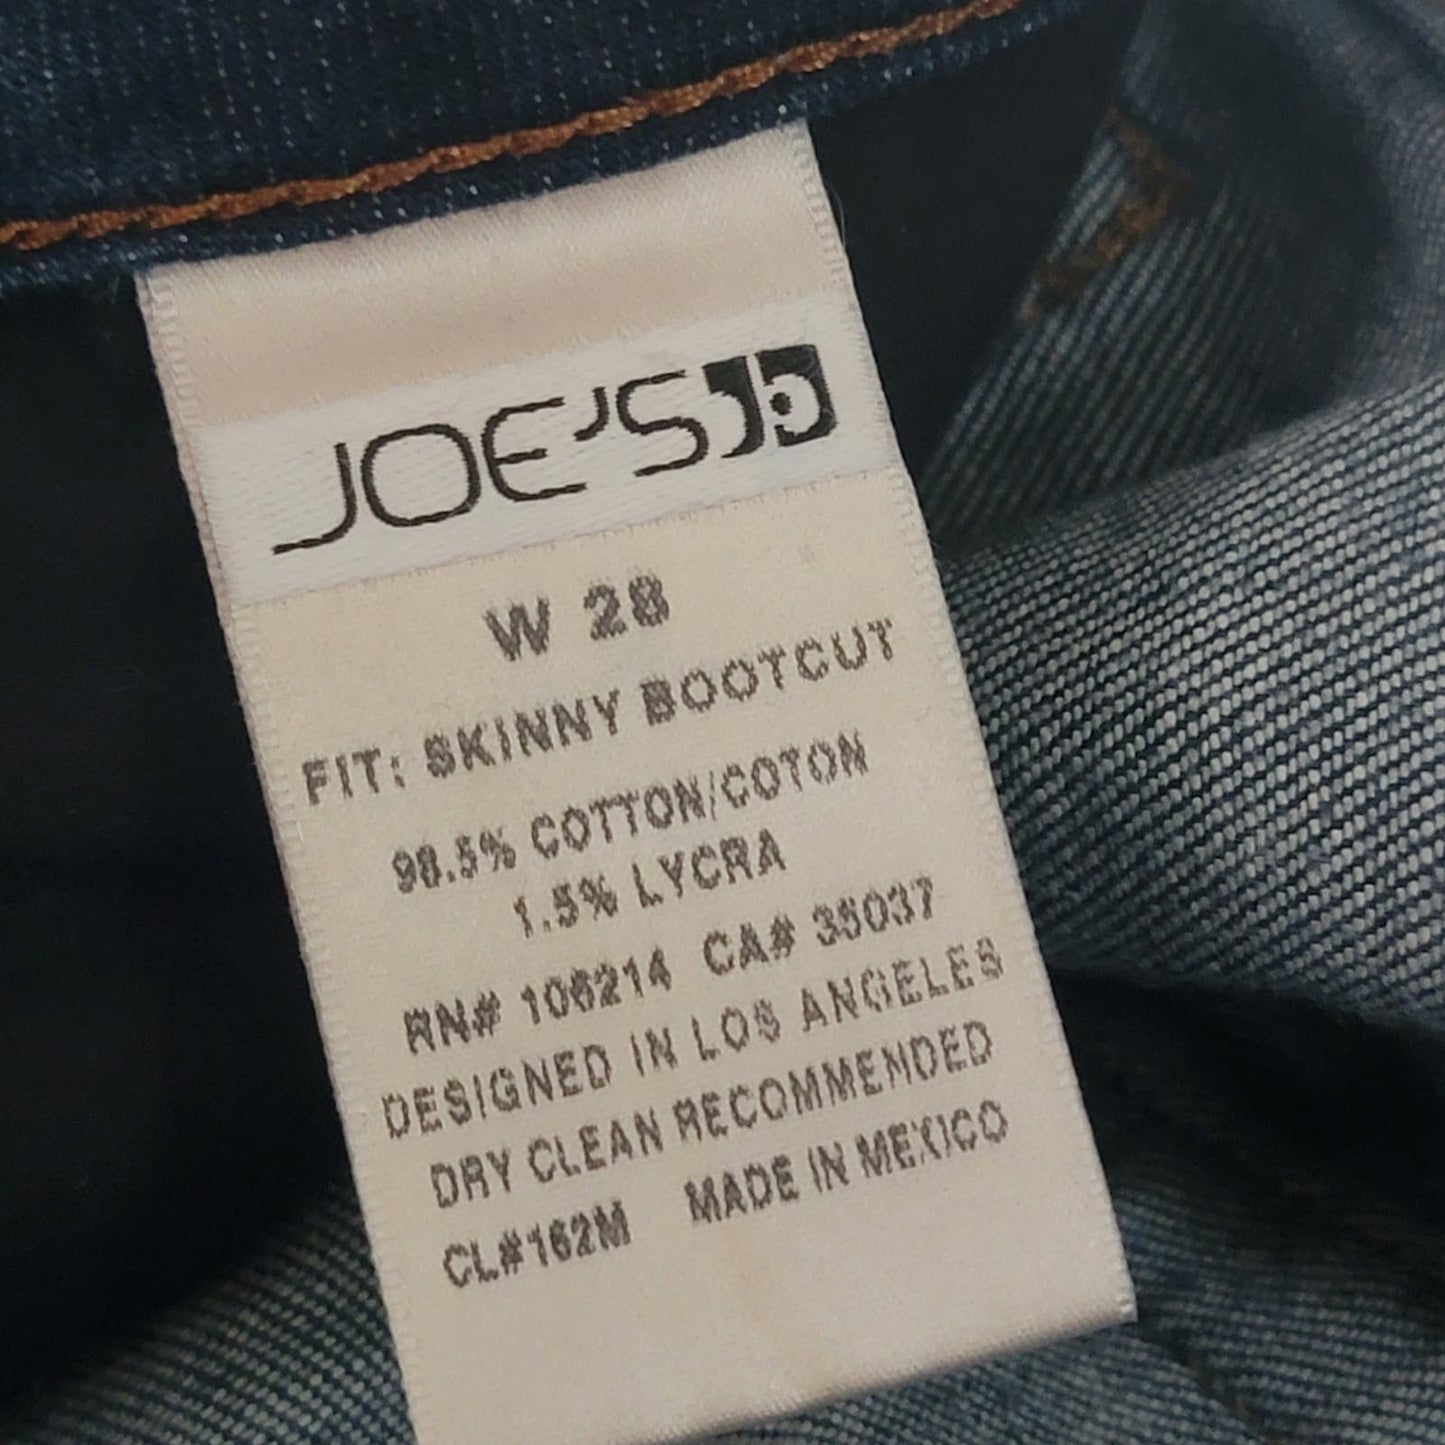 JOE'S
W 28
FIT: SKINNY BOOTCUT
98.5% COTTON/COTON
1.5% LYCRA
RN# 106214 CA# 35037
DESIGNED IN LOS ANGELES
DRY CLEAN RECOMMENDED
CL#162M MADE IN MEXICO